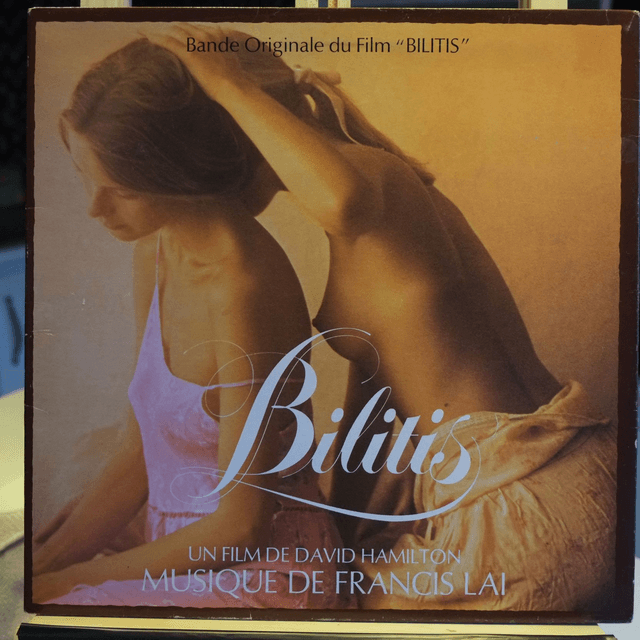 Bande Originale du Film “BILITIS”
Bilitis
UN FILM DE DAVID HAMILTON
MUSIQUE DE FRANCIS LAI